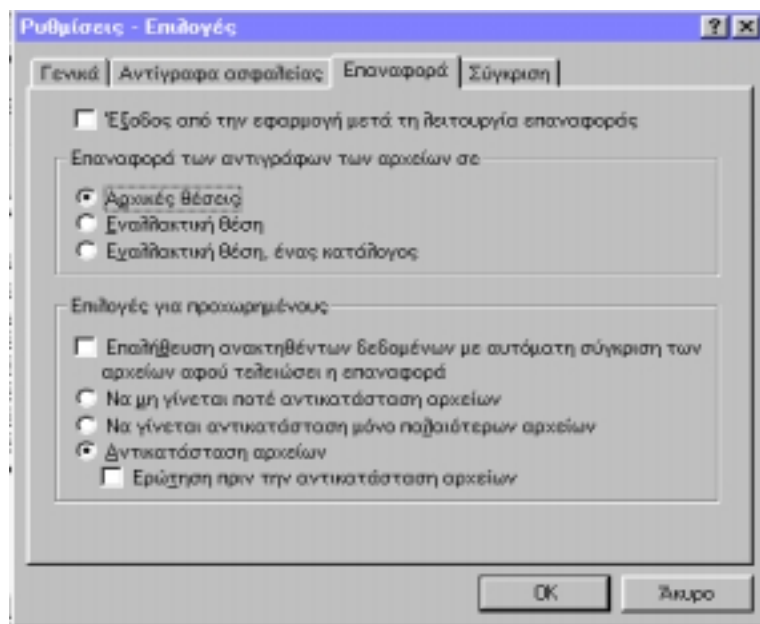 Ρυθμίσεις - Επιλογές
Γενικά Αντίγραφα ασφαλείας Επαναφορά Σύγκριση
Έξοδος από την εφαρμογή μετά τη λειτουργία επαναφοράς
Επαναφορά των αντιγράφων των αρχείων σε
Αρχικές θέσεις
Εναλλακτική θέση
Εναλλακτική θέση, ένας κατάλογος
Επιλογές για προχωρημένους
Επαλήθευση ανακτηθέντων δεδομένων με αυτόματη σύγκριση των
αρχείων αφού τελειώσει η επαναφορά
Να μη γίνεται ποτέ αντικατάσταση αρχείων
Να γίνεται αντικατάσταση μόνο παλαιότερων αρχείων
Αντικατάσταση αρχείων
Ερώτηση πριν την αντικατάσταση αρχείων
OK Άκυρο